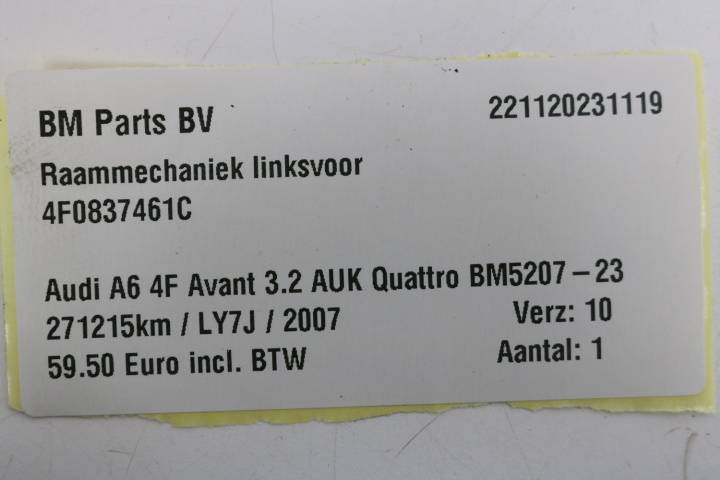 BM Parts BV 221120231119
Raammechaniek linksvoor
4F0837461C
Audi A6 4F Avant 3.2 AUK Quattro BM5207-23
271215km / LY7J / 2007 Verz: 10
59.50 Euro incl. BTW Aantal: 1